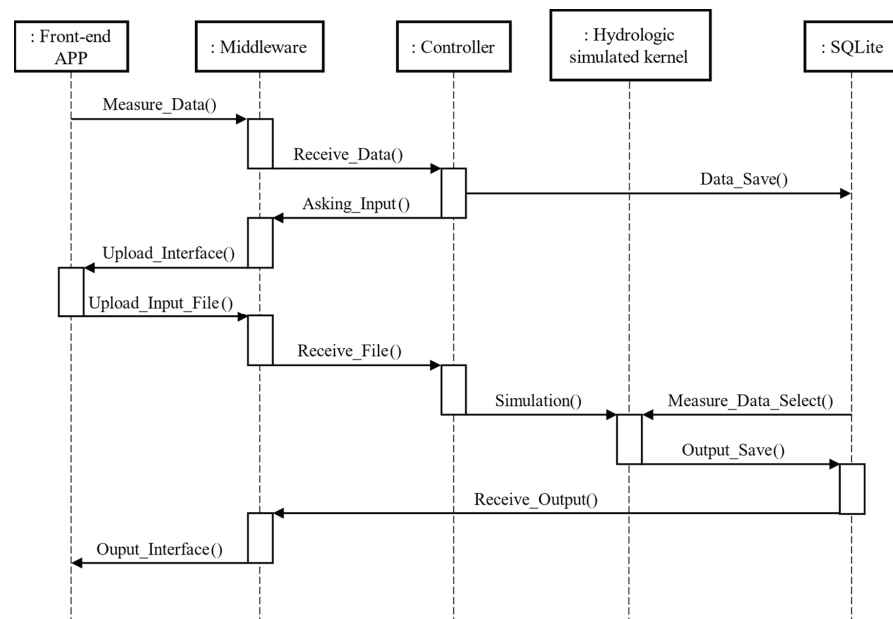 : Front-end
APP
: Middleware
: Controller
: Hydrologic
simulated kernel
: SQLite
Measure_Data()
Receive_Data()
Data_Save()
Asking_Input()
Upload_Interface()
Upload_Input_File()
Receive_File()
Simulation()
Measure_Data_Select()
Output_Save()
Receive_Output()
Ouput_Interface()